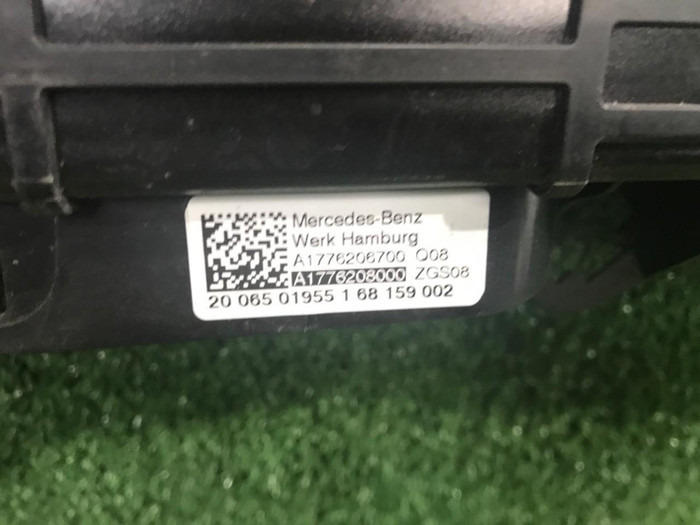 Mercedes-Benz
Werk Hamburg
A1776206700 Q08
A1776208000 ZGS08
20 065 01955 1 68 159 002